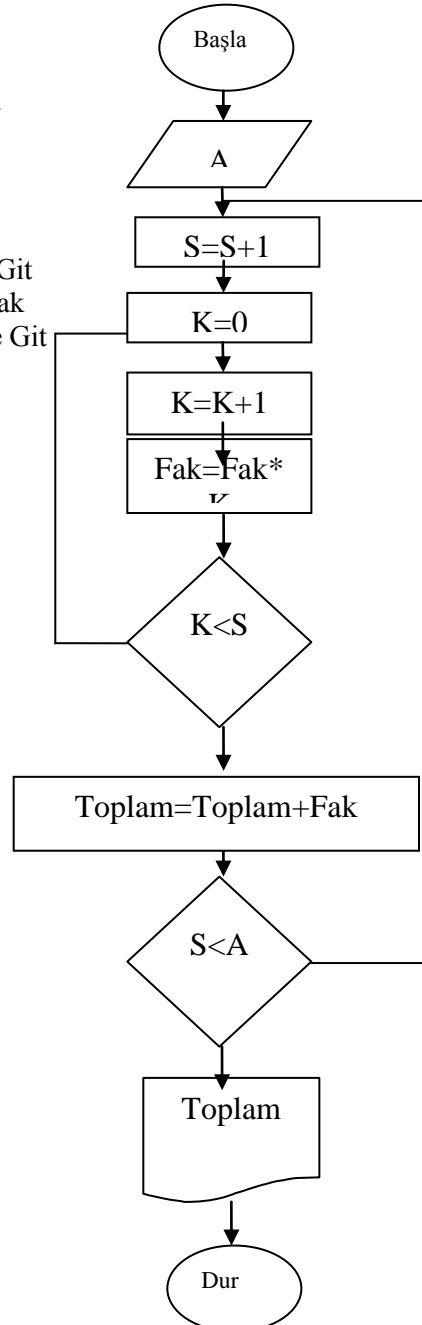 Başla
A
S=S+1
Git
ak
e Git
K=0
K=K+1
Fak=Fak*
K
K<S
Toplam=Toplam+Fak
S<A
Toplam
Dur